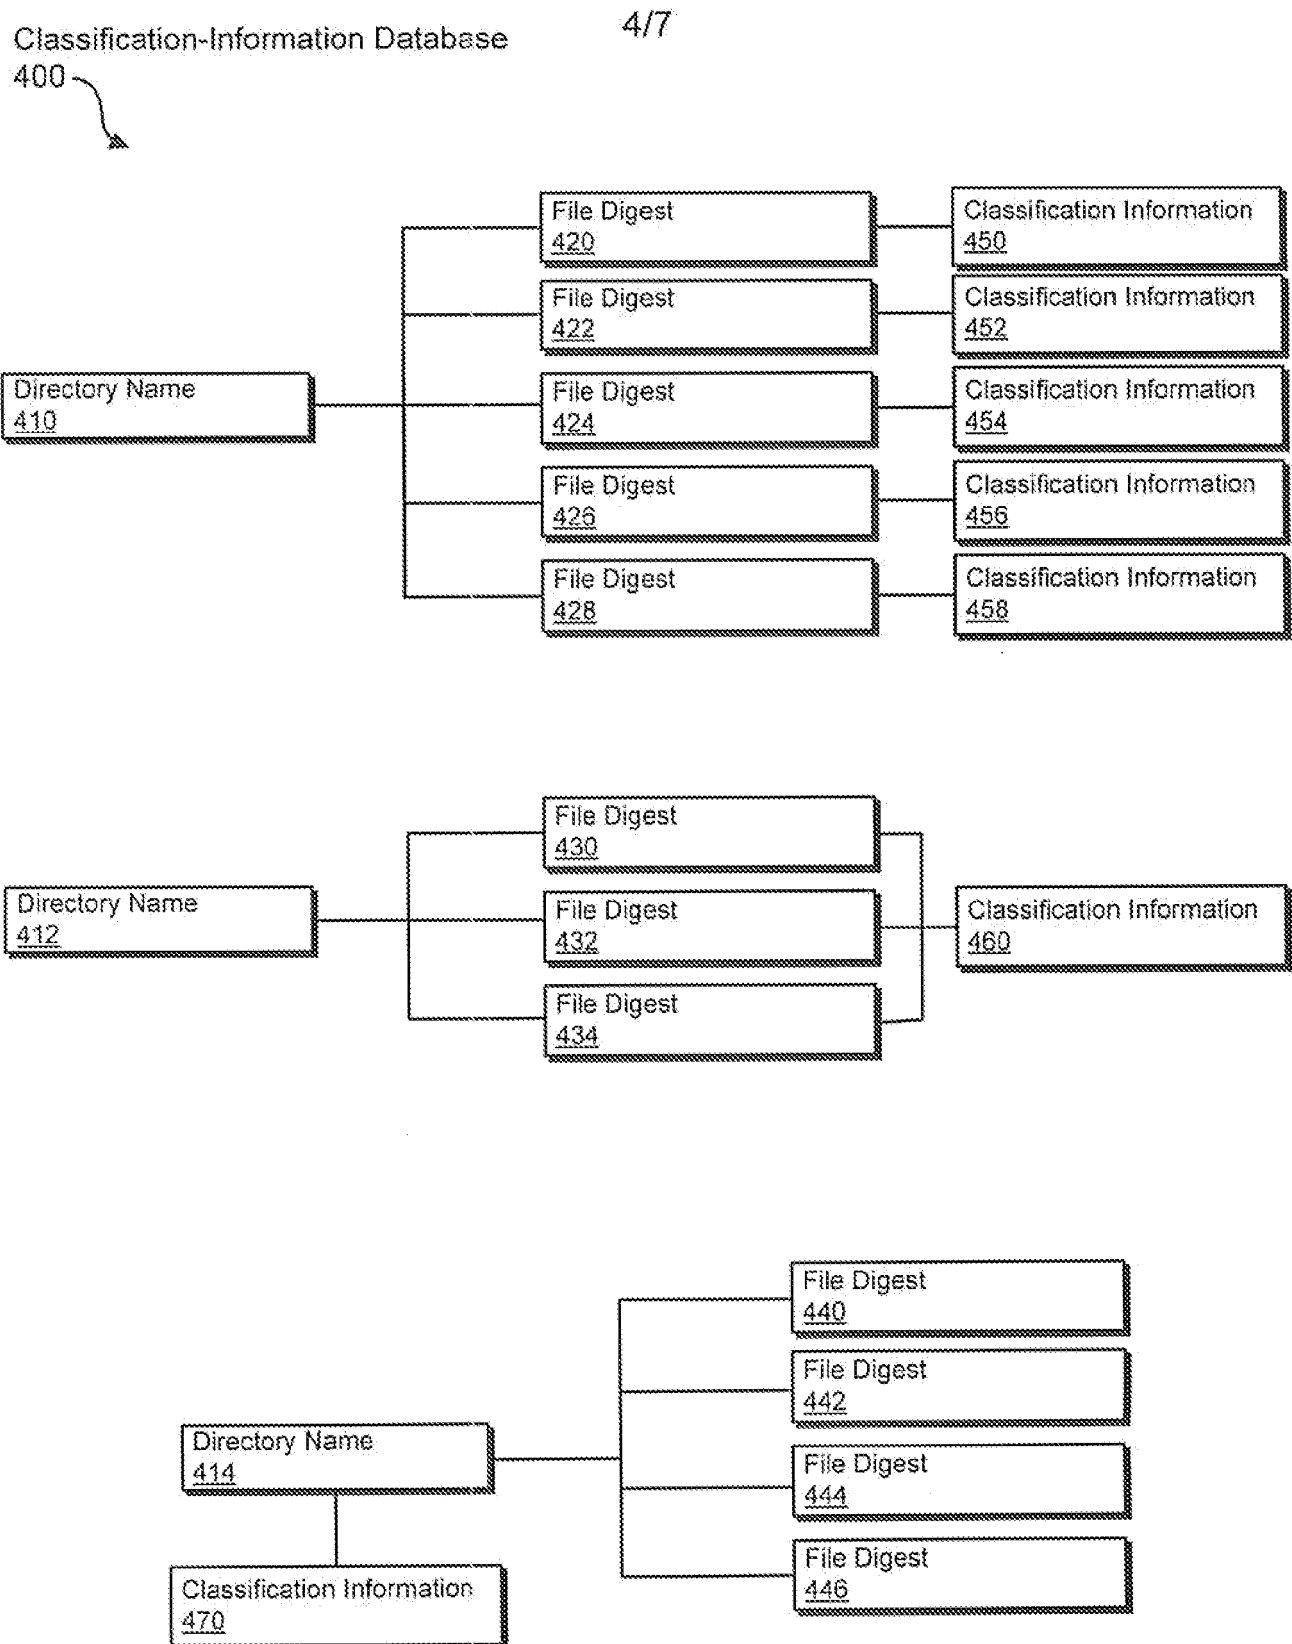 4/7
Classification-Information Database
400
File Digest
420
Classification Information
450
File Digest
422
Classification Information
452
Directory Name
410
File Digest
424
Classification Information
454
File Digest
426
Classification Information
456
File Digest
428
Classification Information
458
File Digest
430
Directory Name
412
File Digest
432
Classification Information
460
File Digest
434
File Digest
440
File Digest
442
Directory Name
414
File Digest
444
File Digest
446
Classification Information
470